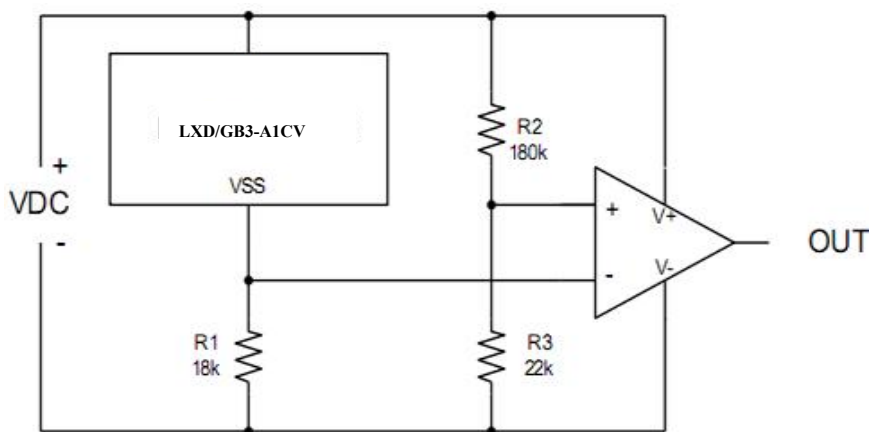 LXD/GB3-A1CV
VSS
+
VDC
-
R2
180k
+
V+
-
V-
OUT
R1
18k
R3
22k